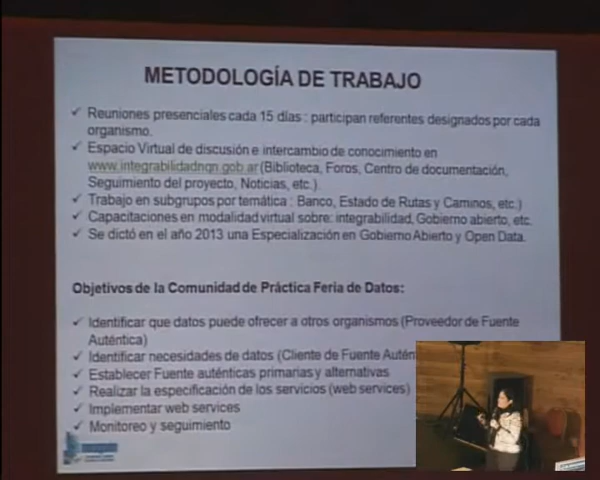 METODOLOGÍA DE TRABAJO
✓ Reuniones presenciales cada 15 días : participan referentes designados por cada
organismo.
✓ Espacio Virtual de discusión e intercambio de conocimiento en
www.integrabilidadnqn.gob.ar (Biblioteca, Foros, Centro de documentación,
Seguimiento del proyecto, Noticias, etc.).
✓ Trabajo en subgrupos por temática : Banco, Estado de Rutas y Caminos, etc.)
✓ Capacitaciones en modalidad virtual sobre: integrabilidad, Gobierno abierto, etc.
✓ Se dictó en el año 2013 una Especialización en Gobierno Abierto y Open Data.
Objetivos de la Comunidad de Práctica Feria de Datos:
✓ Identificar que datos puede ofrecer a otros organismos (Proveedor de Fuente
Auténtica)
✓ Identificar necesidades de datos (Cliente de Fuente Autén
✓ Establecer Fuente auténticas primarias y alternativas
✓ Realizar la especificación de los servicios (web services)
✓ Implementar web services
✓ Monitoreo y seguimiento